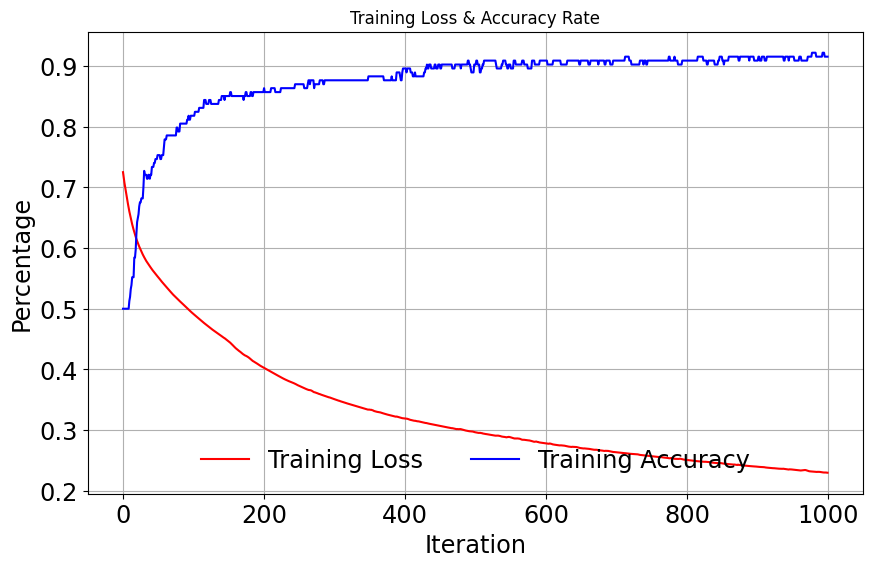 Training Loss & Accuracy Rate
Percentage
0.9
0.8
0.7
0.6
0.5
0.4
0.3
0.2
Training Loss Training Accuracy
0 200 400 600 800 1000
Iteration